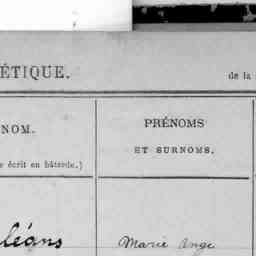 ÉTIQUE.
de la
NOM.
PRÉNOMS
ET SURNOMS.
écrit en bâtarde.)
léans
Marie Ange